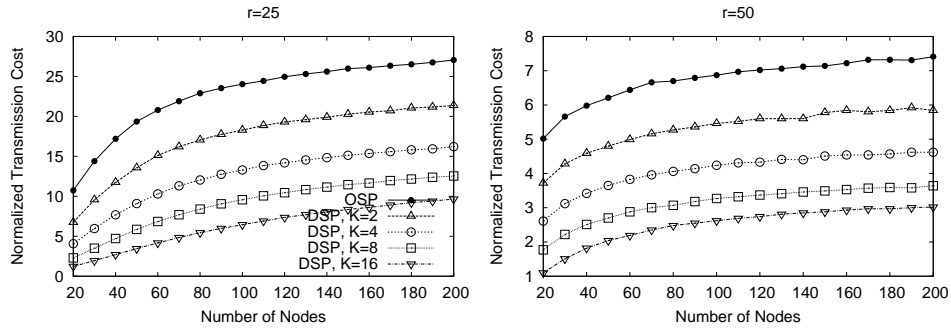 r=25
Normalized Transmission Cost
30
25
20
15
10
5
0
OSP
DSP, K=2
DSP, K=4
DSP, K=8
DSP, K=16
20 40 60 80 100 120 140 160 180 200
Number of Nodes
r=50
Normalized Transmission Cost
8
7
6
5
4
3
2
1
20 40 60 80 100 120 140 160 180 200
Number of Nodes